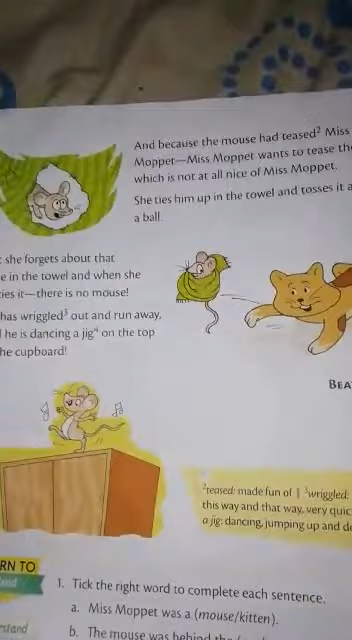 And because the mouse had teased² Miss
Moppet—Miss Moppet wants to tease the
which is not at all nice of Miss Moppet.
She ties him up in the towel and tosses it a
a ball.
she forgets about that
e in the towel and when she
ties it—there is no mouse!
has wriggled³ out and run away,
he is dancing a jig⁴ on the top
he cupboard!
BEA
²teased: made fun of | ³wriggled:
this way and that way, very quic
a jig: dancing, jumping up and d
RN TO
rstand
1. Tick the right word to complete each sentence.
a. Miss Moppet was a (mouse/kitten).
b. The mouse was behind the